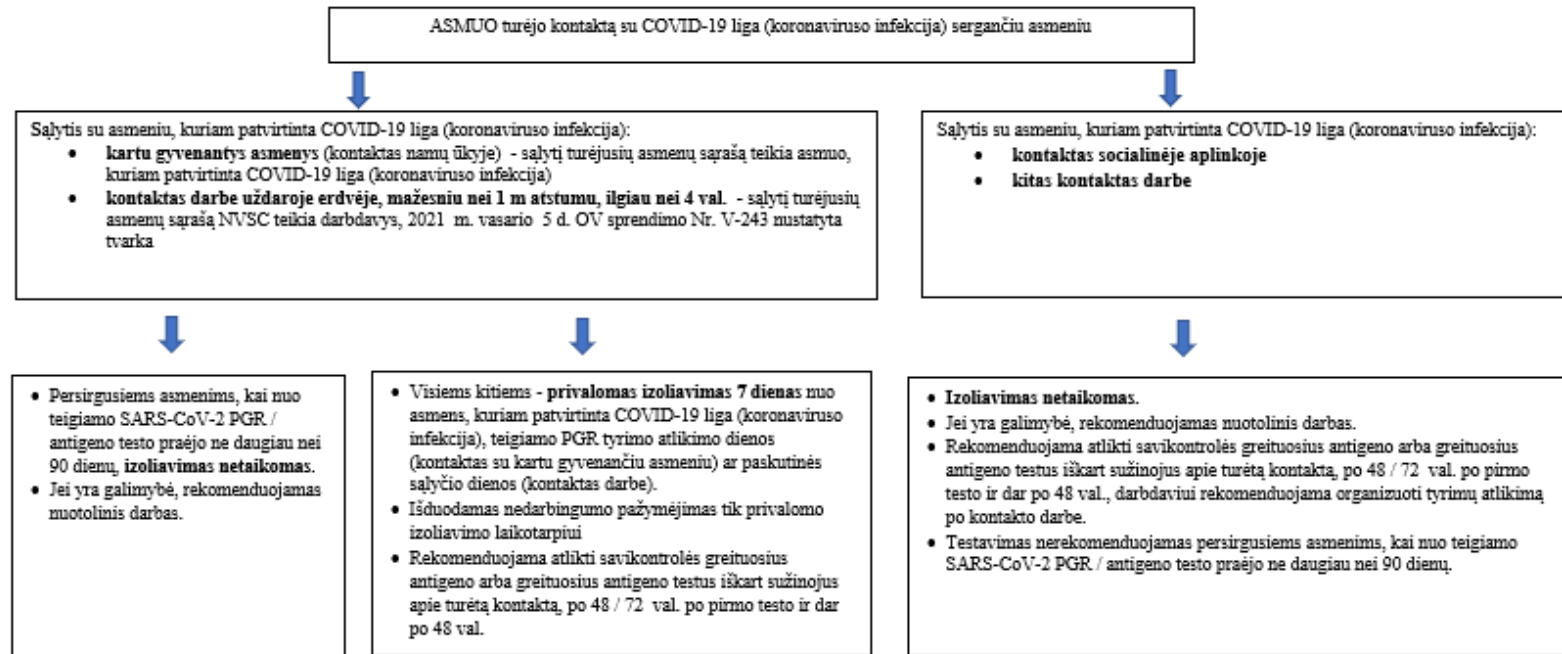 ASMUO turėjo kontaktą su COVID-19 liga (koronaviruso infekcija) sergančiu asmeniu
Sąlytis su asmeniu, kuriam patvirtinta COVID-19 liga (koronaviruso infekcija):
• kartu gyvenantys asmenys (kontaktas namų ūkyje) - sąlytį turėjusių asmenų sąrašą teikia asmuo,
kuriam patvirtinta COVID-19 liga (koronaviruso infekcija)
• kontaktas darbe uždaroje erdvėje, mažesniu nei 1 m atstumu, ilgiau nei 4 val. - sąlytį turėjusių
asmenų sąrašą NVSC teikia darbdavys, 2021 m. vasario 5 d. OV sprendimo Nr. V-243 nustatyta
tvarka
Sąlytis su asmeniu, kuriam patvirtinta COVID-19 liga (koronaviruso infekcija):
• kontaktas socialinėje aplinkoje
• kitas kontaktas darbe
• Persirgusiems asmenims, kai nuo
teigiamo SARS-CoV-2 PGR /
antigeno testo praėjo ne daugiau nei
90 dienų, izoliavimas netaikomas.
• Jei yra galimybė, rekomenduojamas
nuotolinis darbas.
• Visiems kitiems - privalomas izoliavimas 7 dienas nuo
asmens, kuriam patvirtinta COVID-19 liga (koronaviruso
infekcija), teigiamo PGR tyrimo atlikimo dienos
(kontaktas su kartu gyvenančiu asmeniu) ar paskutinės
sąlyčio dienos (kontaktas darbe).
• Išduodamas nedarbingumo pažymėjimas tik privalomo
izoliavimo laikotarpiui
• Rekomenduojama atlikti savikontrolės greituosius
antigeno arba greituosius antigeno testus iškart sužinojus
apie turėtą kontaktą, po 48 / 72 val. po pirmo testo ir dar
po 48 val.
• Izoliavimas netaikomas.
• Jei yra galimybė, rekomenduojamas nuotolinis darbas.
• Rekomenduojama atlikti savikontrolės greituosius antigeno arba greituosius
antigeno testus iškart sužinojus apie turėtą kontaktą, po 48 / 72 val. po pirmo
testo ir dar po 48 val., darbdaviui rekomenduojama organizuoti tyrimų atlikimą
po kontakto darbe.
• Testavimas nerekomenduojamas persirgusiems asmenims, kai nuo teigiamo
SARS-CoV-2 PGR / antigeno testo praėjo ne daugiau nei 90 dienų.